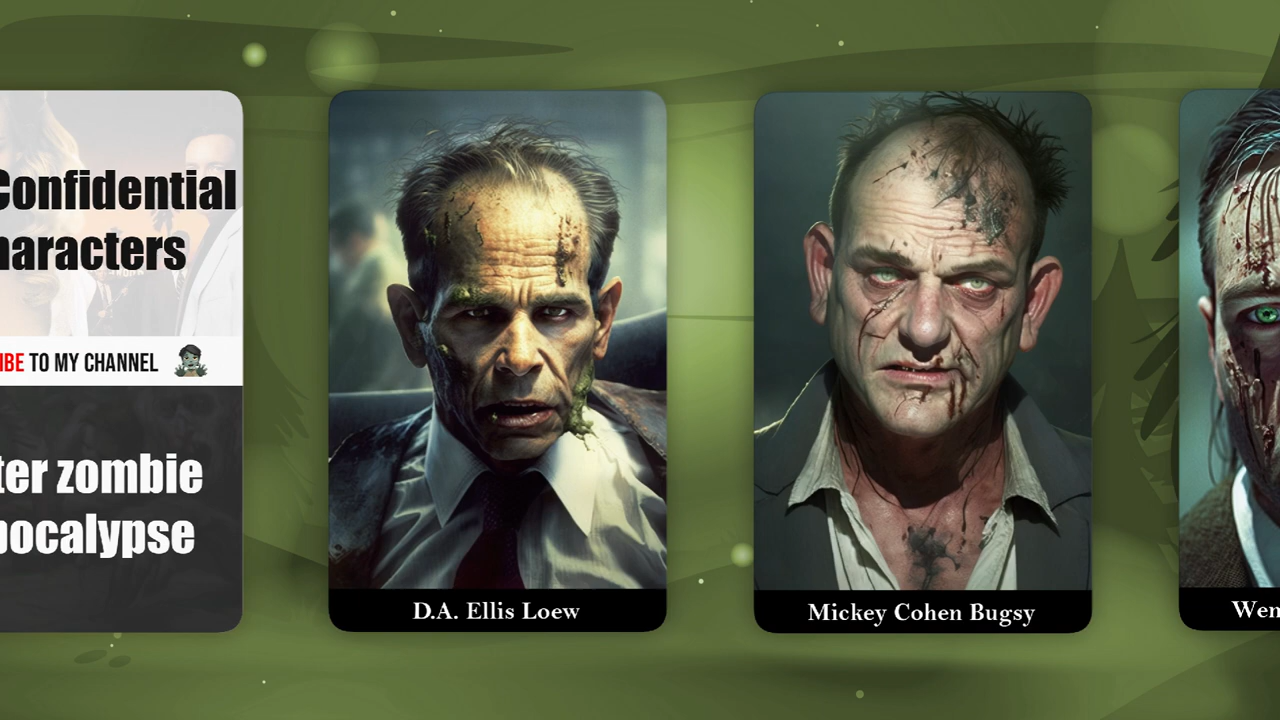 Confidential
haracters
IBE TO MY CHANNEL
ter zombie
pocalypse
D.A. Ellis Loew
Mickey Cohen Bugsy
Wen